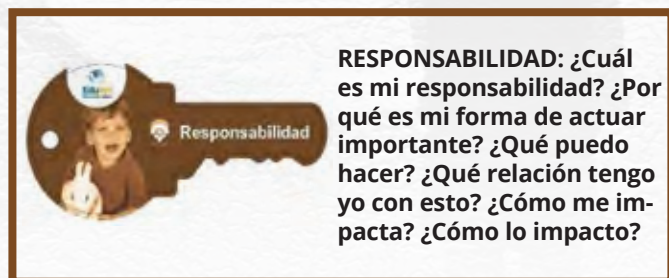 Responsabilidad
RESPONSABILIDAD: ¿Cuál
es mi responsabilidad? ¿Por
qué es mi forma de actuar
importante? ¿Qué puedo
hacer? ¿Qué relación tengo
yo con esto? ¿Cómo me im-
pacta? ¿Cómo lo impacto?